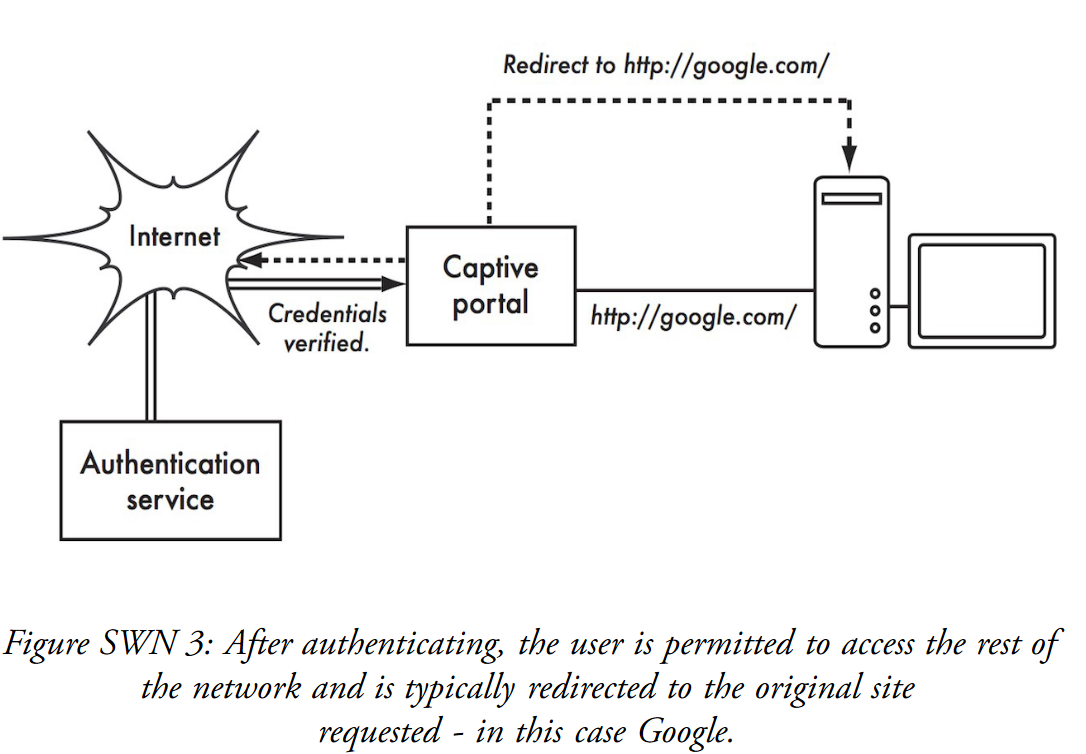 Redirect to http://google.com/
Internet
Captive
portal
Credentials
verified.
http://google.com/
Authentication
service
Figure SWN 3: After authenticating, the user is permitted to access the rest of
the network and is typically redirected to the original site
requested - in this case Google.